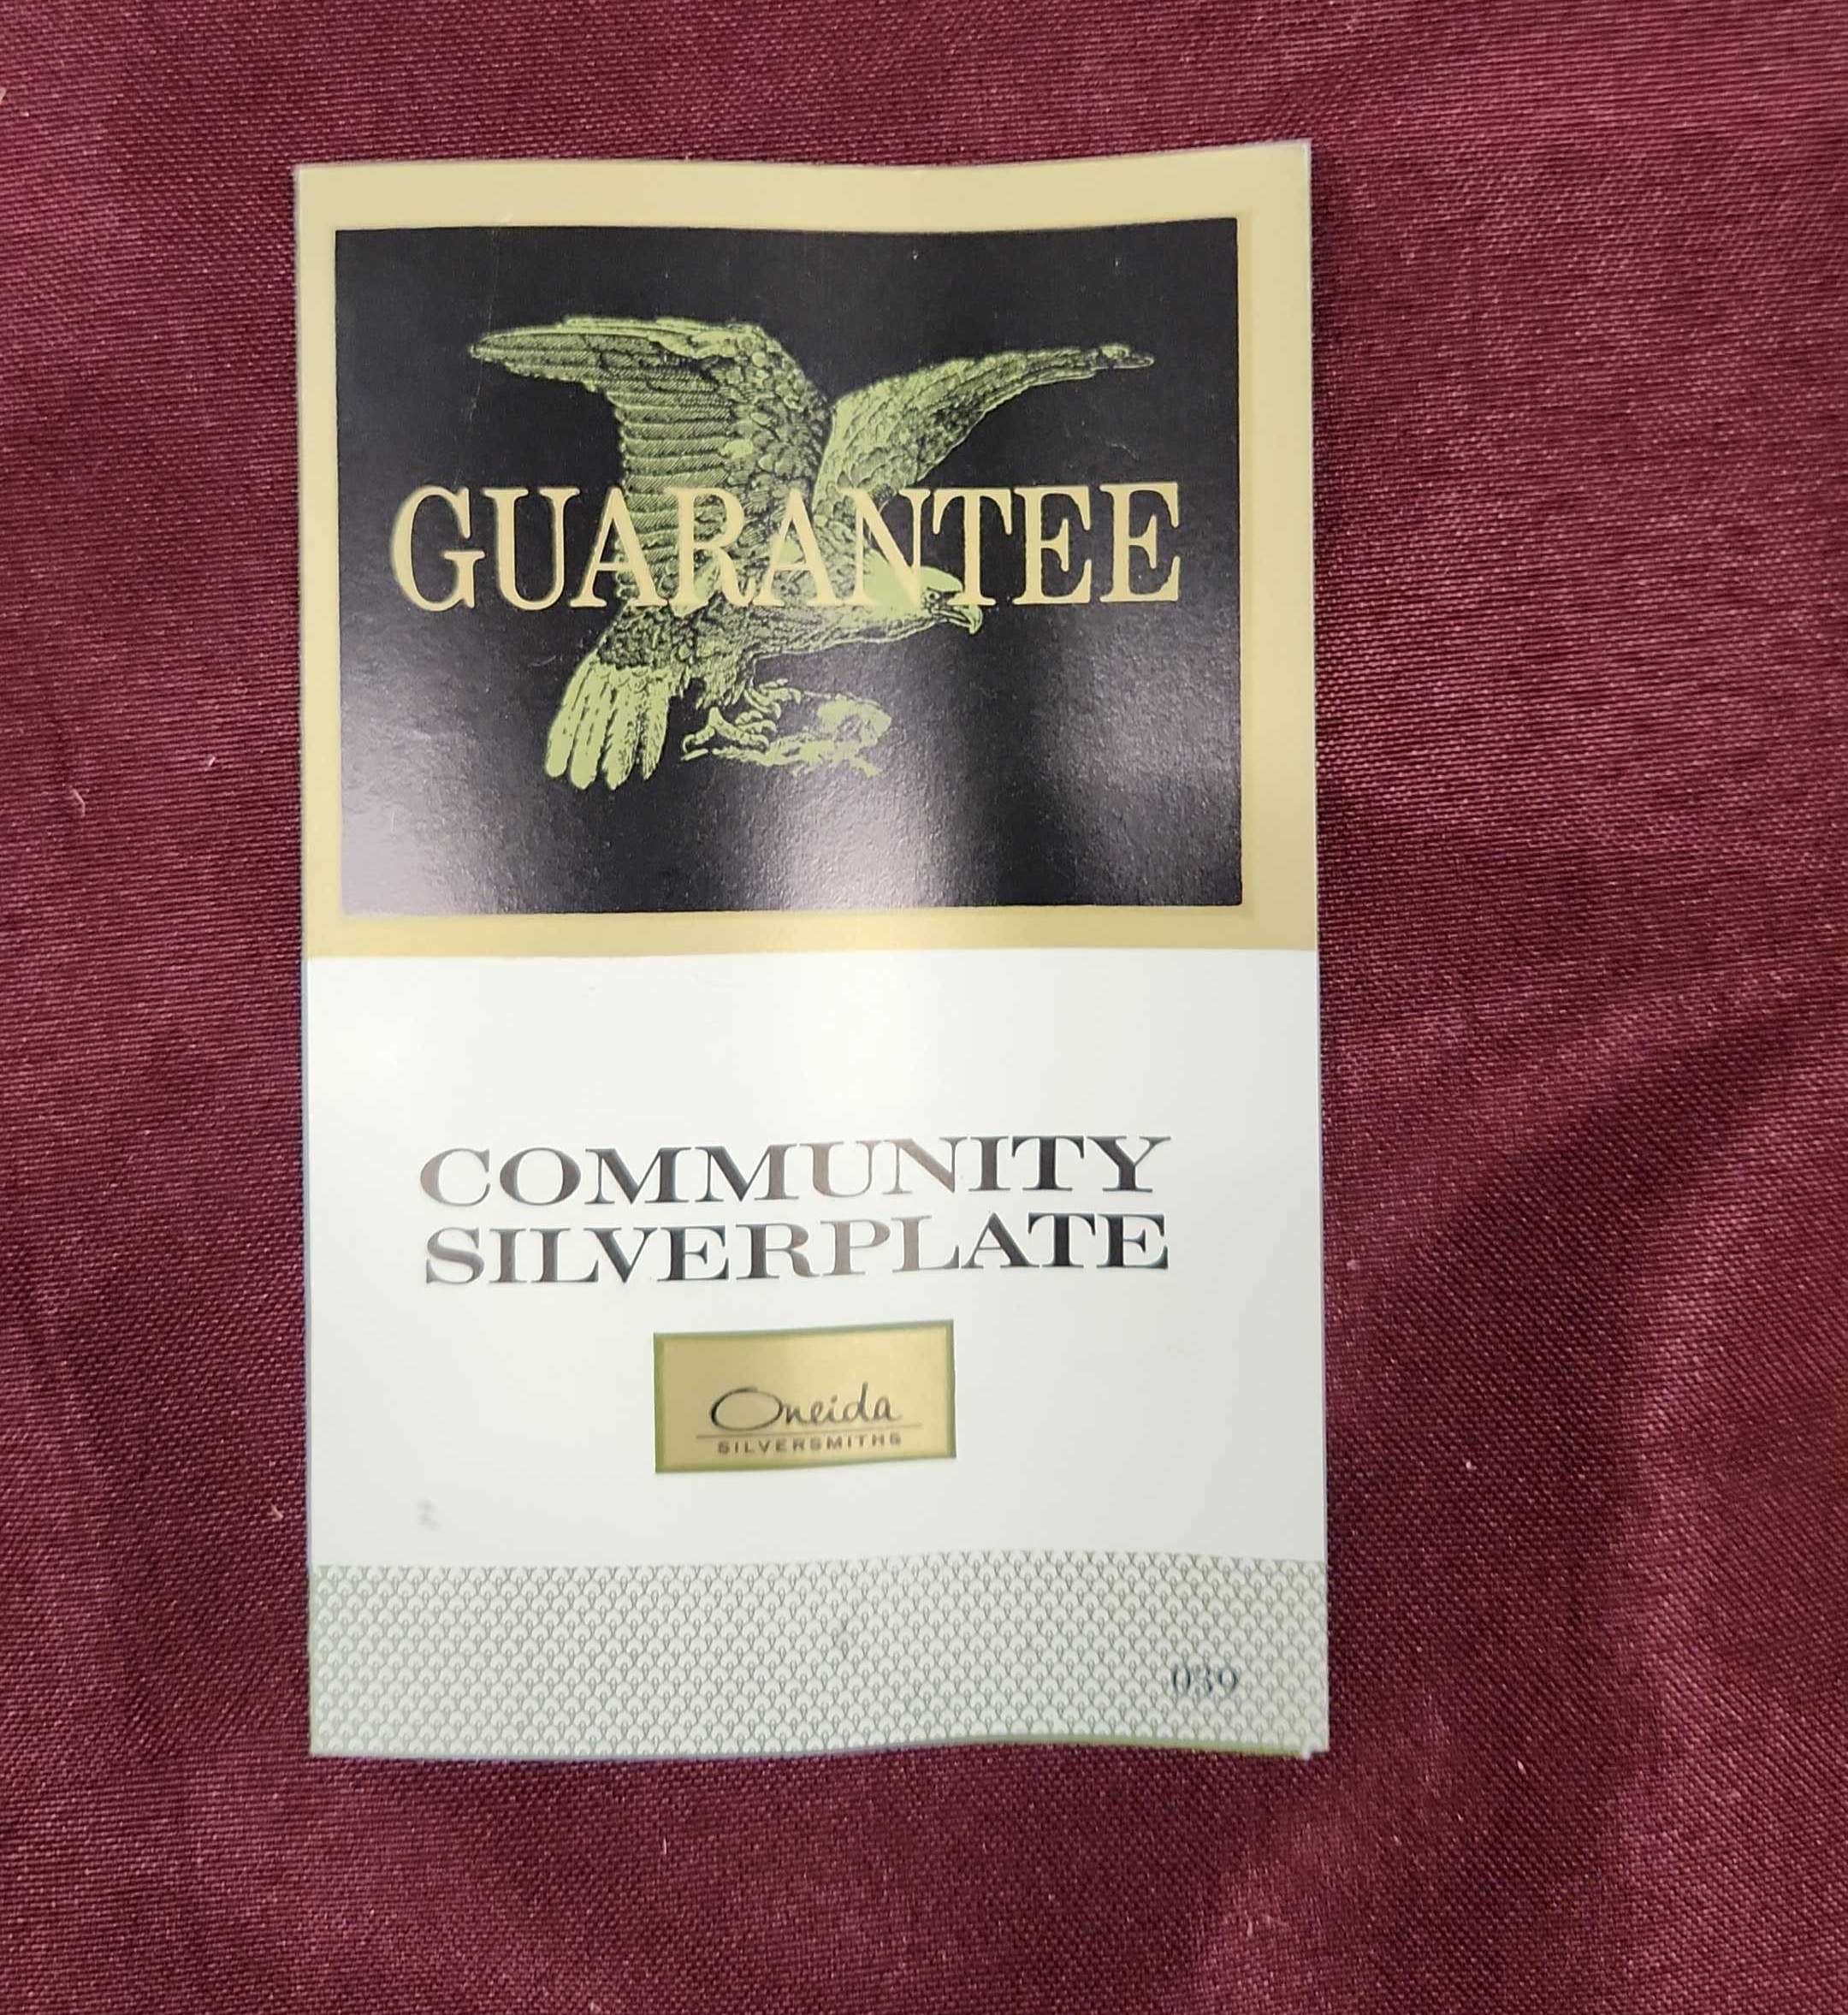 GUARANTEE
COMMUNITY
SILVERPLATE
Oneida
SILVERSMITHS
039